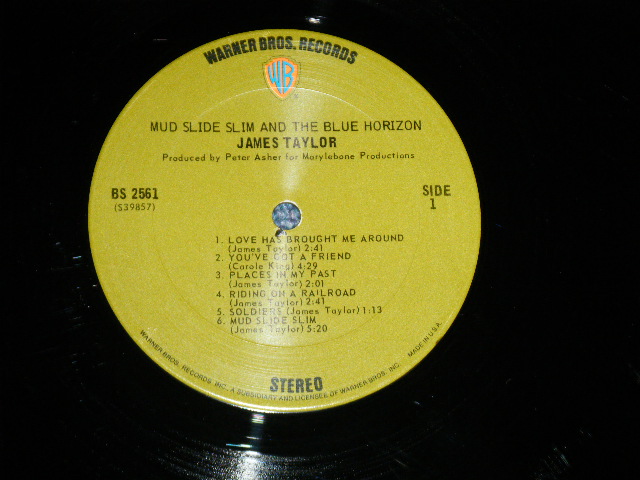 WARNER BROS. RECORDS
WB
MUD SLIDE SLIM AND THE BLUE HORIZON
JAMES TAYLOR
Produced by Peter Asher for Marylebone Productions
BS 2561
(S39857)
SIDE
1
1. LOVE HAS BROUGHT ME AROUND
(James Taylor) 2:41
2. YOU'VE GOT A FRIEND
(Carole King) 4:29
3. PLACES IN MY PAST
(James Taylor) 2:01
4. RIDING ON A RAILROAD
(James Taylor) 2:41
5. SOLDIERS (James Taylor) 1:13
6. MUD SLIDE SLIM
(James Taylor) 5:20
STEREO
WARNER BROS. RECORDS INC., A SUBSIDIARY AND LICENSEE OF WARNER BROS. INC. MADE IN U.S.A.